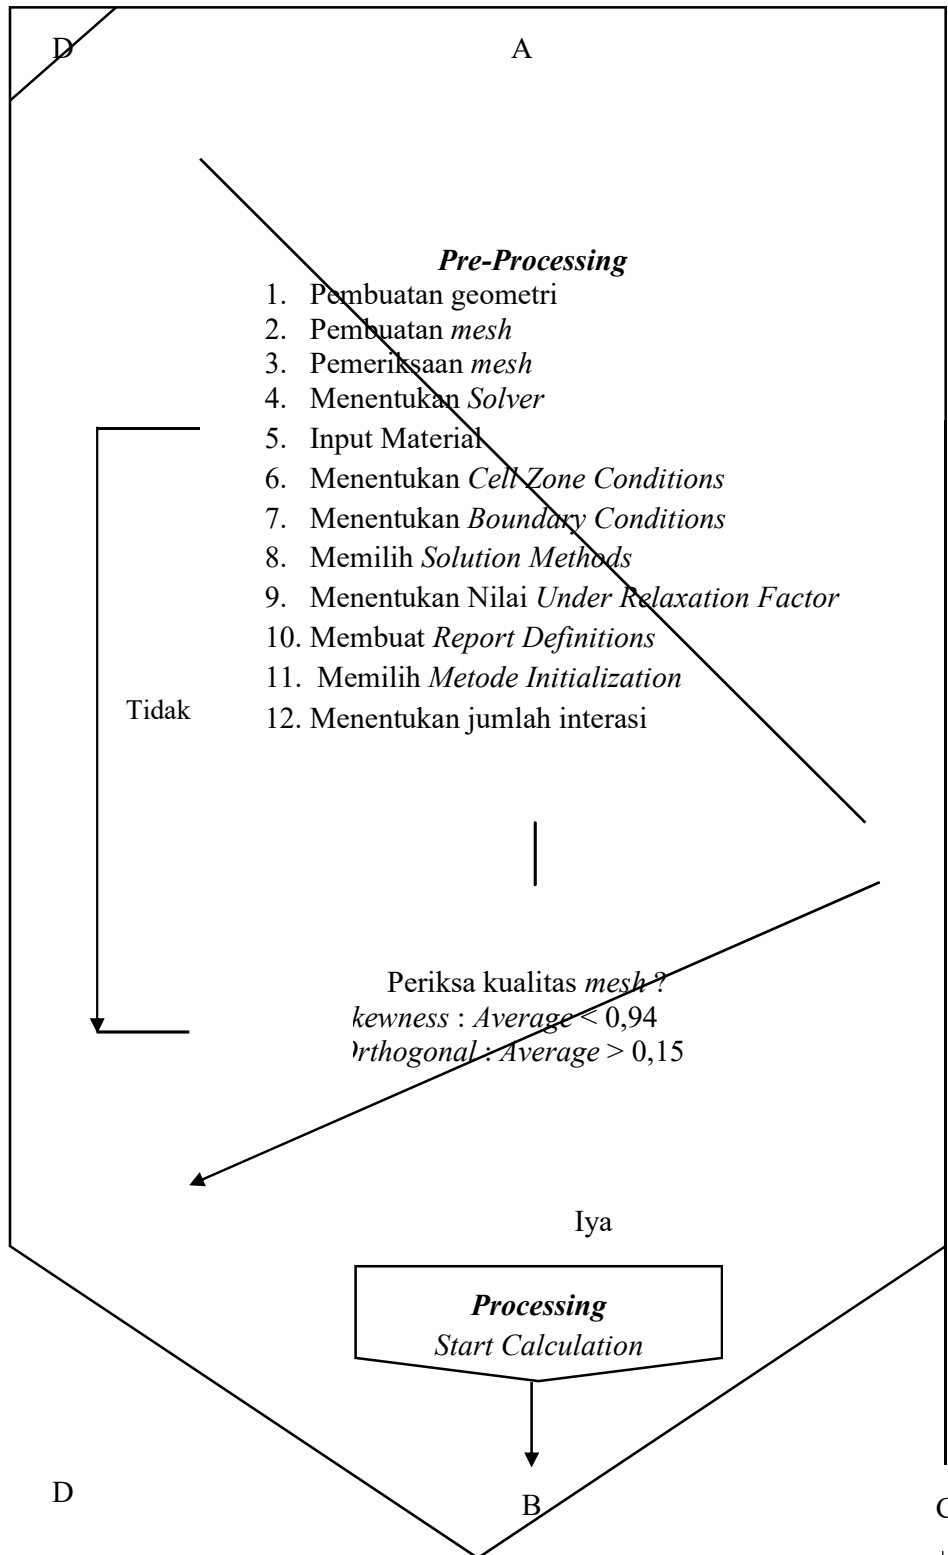 D A
Pre-Processing
1. Pembuatan geometri
2. Pembuatan mesh
3. Pemeriksaan mesh
4. Menentukan Solver
5. Input Material
6. Menentukan Cell Zone Conditions
7. Menentukan Boundary Conditions
8. Memilih Solution Methods
9. Menentukan Nilai Under Relaxation Factor
10. Membuat Report Definitions
11. Memilih Metode Initialization
Tidak
12. Menentukan jumlah interasi
Periksa kualitas mesh ?
kewness : Average < 0,94
rthogonal : Average > 0,15
Iya
Processing
Start Calculation
D B C